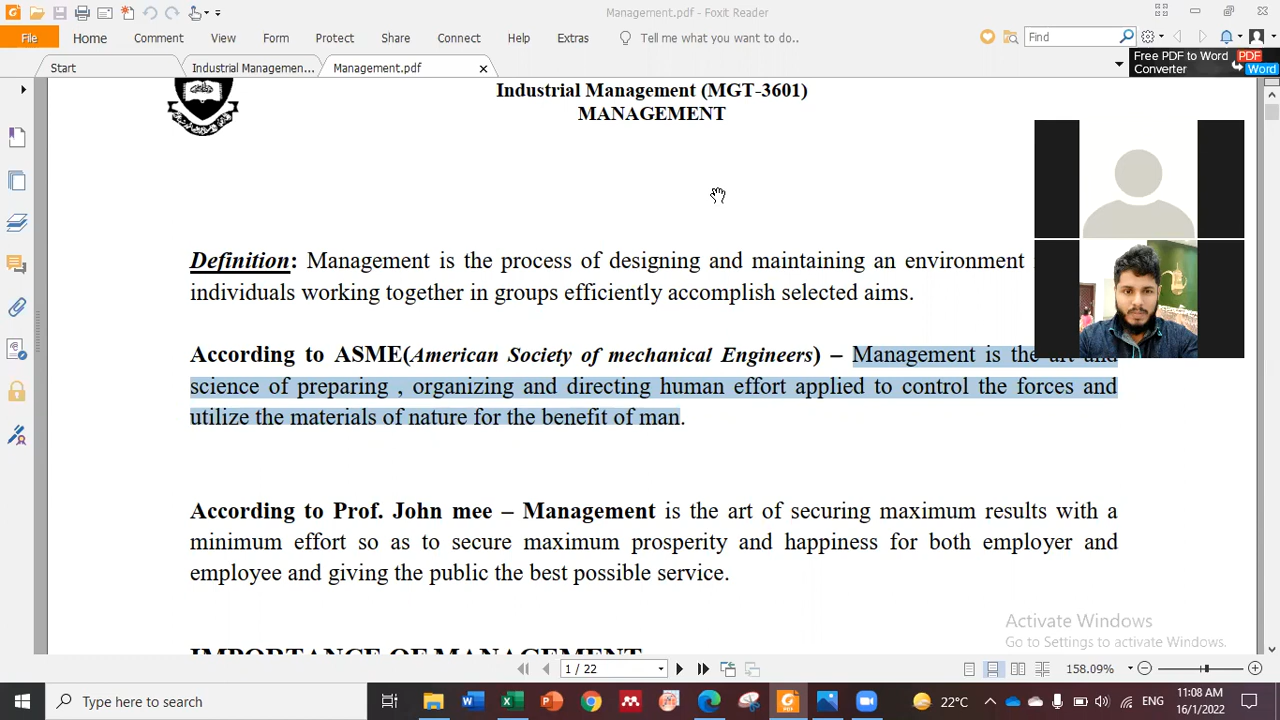 Management.pdf - Foxit Reader
File Home Comment View Form Protect Share Connect Help Extras Tell me what you want to do.. Find
Start Industrial Managemen... Management.pdf
Free PDF to Word
Converter
PDF
Word
Industrial Management (MGT-3601)
MANAGEMENT
Definition: Management is the process of designing and maintaining an environment
individuals working together in groups efficiently accomplish selected aims.
According to ASME(American Society of mechanical Engineers) – Management is the art and
science of preparing , organizing and directing human effort applied to control the forces and
utilize the materials of nature for the benefit of man.
According to Prof. John mee – Management is the art of securing maximum results with a
minimum effort so as to secure maximum prosperity and happiness for both employer and
employee and giving the public the best possible service.
IMPORTANCE OF MANAGEMENT
Activate Windows
Go to Settings to activate Windows.
1 / 22
158.09%
Type here to search
22°C
ENG
11:08 AM
16/1/2022